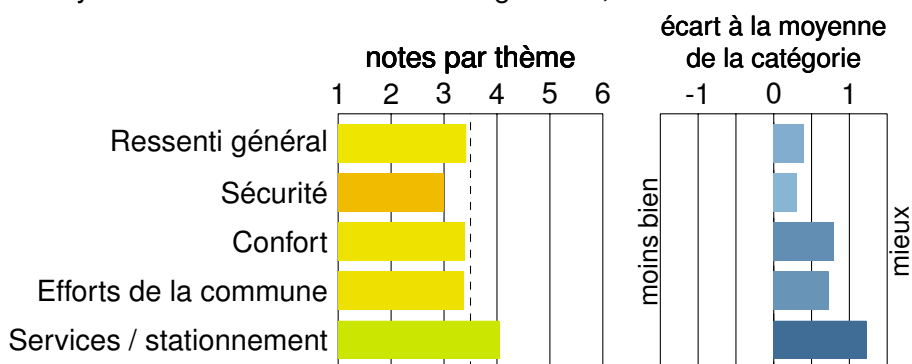 écart à la moyenne
de la catégorie
notes par thème
1 2 3 4 5 6
-1 0 1
Ressenti général
Sécurité
Confort
Efforts de la commune
Services / stationnement
moins bien
mieux